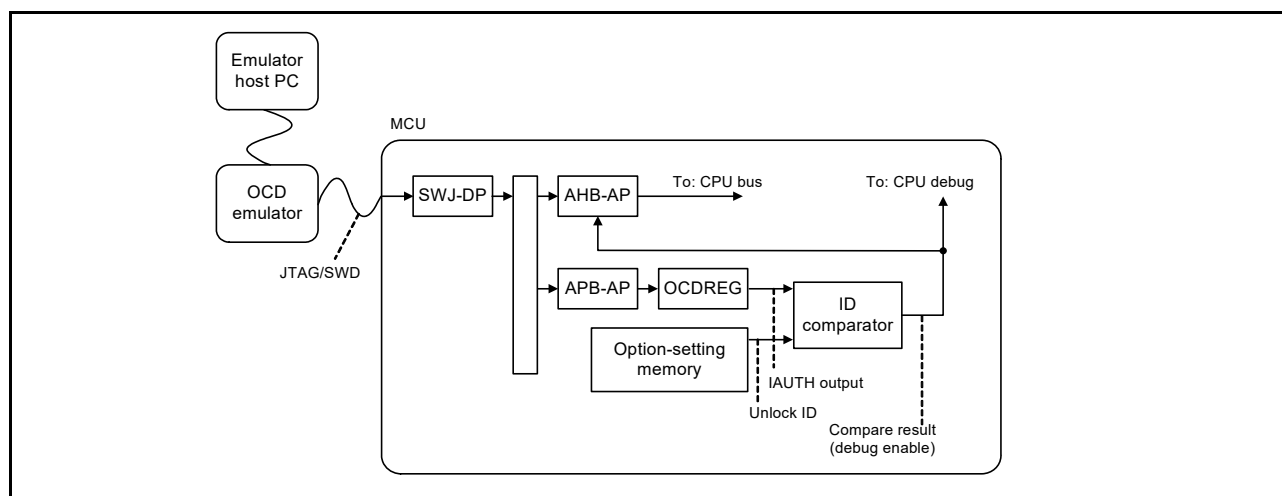 Emulator
host PC
MCU
OCD
emulator
JTAG/SWD
SWJ-DP
AHB-AP
To: CPU bus
To: CPU debug
APB-AP
OCDREG
ID
comparator
Option-setting
memory
IAUTH output
Unlock ID
Compare result
(debug enable)